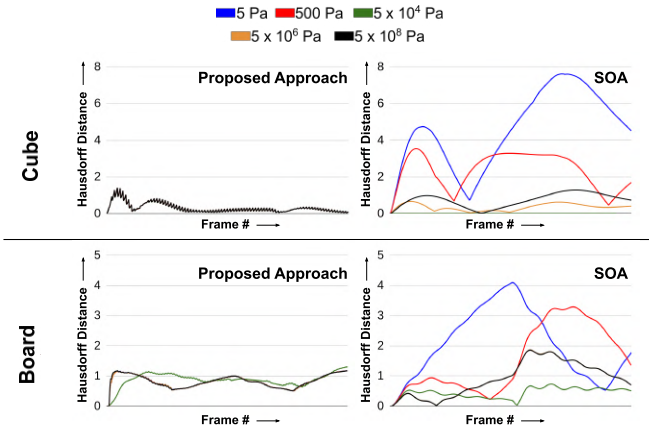 5 Pa 500 Pa 5 x 10⁴ Pa
5 x 10⁶ Pa 5 x 10⁸ Pa
Cube
Hausdorff Distance
8
6
4
2
0
Proposed Approach
Frame #
Hausdorff Distance
8
6
4
2
0
SOA
Frame #
Board
Hausdorff Distance
5
4
3
2
1
0
Proposed Approach
Frame #
Hausdorff Distance
5
4
3
2
1
0
SOA
Frame #